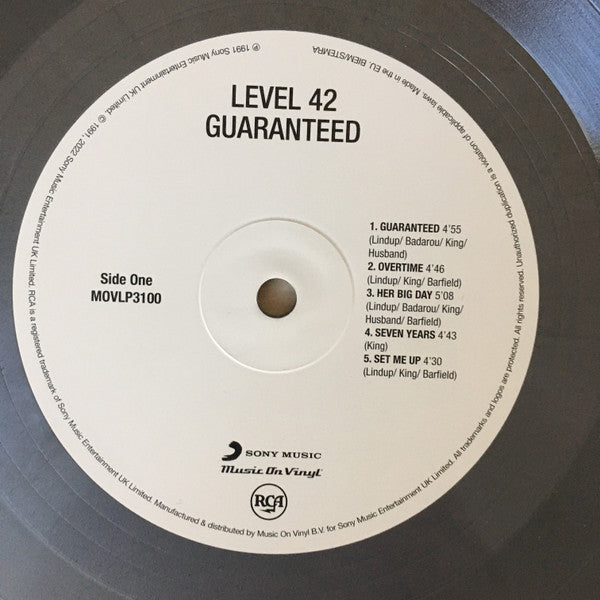 LEVEL 42
GUARANTEED
1. GUARANTEED 4'55
(Lindup/ Badarou/ King/
Husband)
2. OVERTIME 4'46
(Lindup/ King/ Barfield)
3. HER BIG DAY 5'08
(Lindup/ Badarou/ King/
Husband/ Barfield)
4. SEVEN YEARS 4'43
(King)
5. SET ME UP 4'30
(Lindup/ King/ Barfield)
Side One
MOVLP3100
SONY MUSIC
Music On Vinyl
RCA
℗ 1991 Sony Music Entertainment UK Limited. © 1991, 2022 Sony Music Entertainment UK Limited. RCA is a registered trademark of Sony Music Entertainment UK Limited. Manufactured & distributed by Music On Vinyl B.V. for Sony Music Entertainment UK Limited. All trademarks and logos are protected. All rights reserved. Unauthorized duplication is a violation of applicable laws. Made in the EU. BIEM/STEMRA